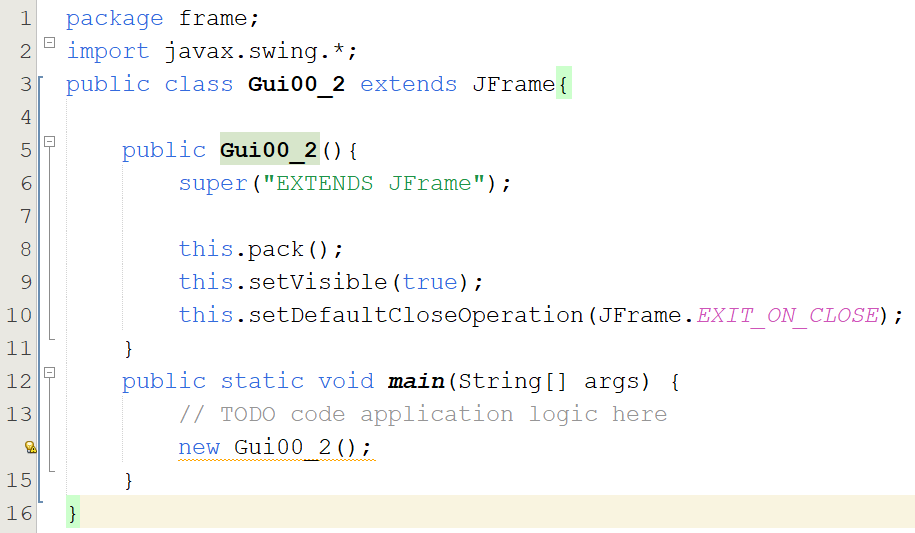 1 package frame;
2 import javax.swing.*;
3 public class Gui00_2 extends JFrame{
4
5 public Gui00_2(){
6 super("EXTENDS JFrame");
7
8 this.pack();
9 this.setVisible(true);
10 this.setDefaultCloseOperation(JFrame.EXIT_ON_CLOSE);
11 }
12 public static void main(String[] args) {
13 // TODO code application logic here
new Gui00_2();
15 }
16 }